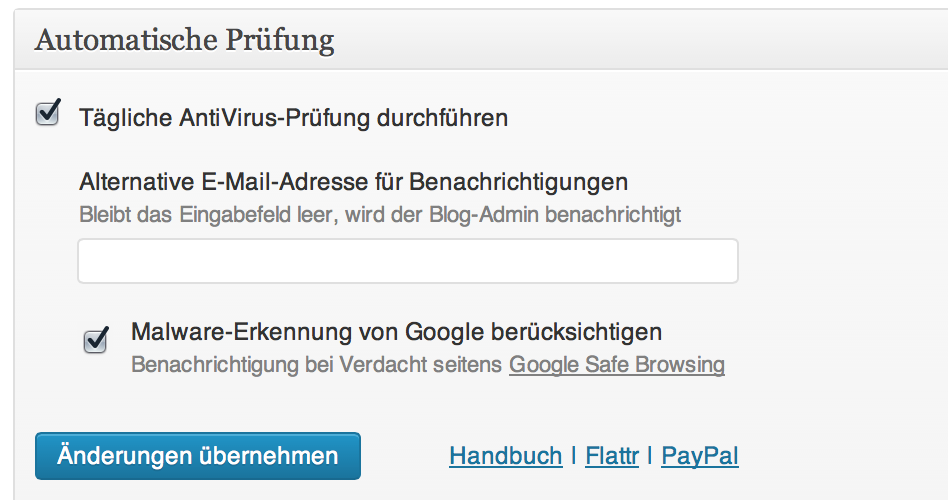 Automatische Prüfung
Tägliche AntiVirus-Prüfung durchführen
Alternative E-Mail-Adresse für Benachrichtigungen
Bleibt das Eingabefeld leer, wird der Blog-Admin benachrichtigt
Malware-Erkennung von Google berücksichtigen
Benachrichtigung bei Verdacht seitens Google Safe Browsing
Änderungen übernehmen Handbuch | Flattr | PayPal